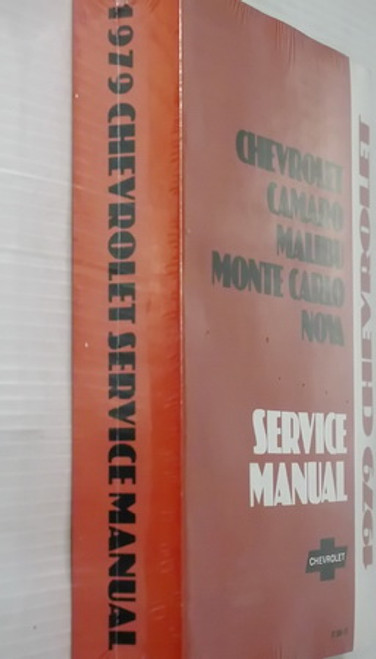 1979 CHEVROLET SERVICE MANUAL
CHEVROLET
CAMARO
MALIBU
MONTE CARLO
NOVA
SERVICE
MANUAL
CHEVROLET